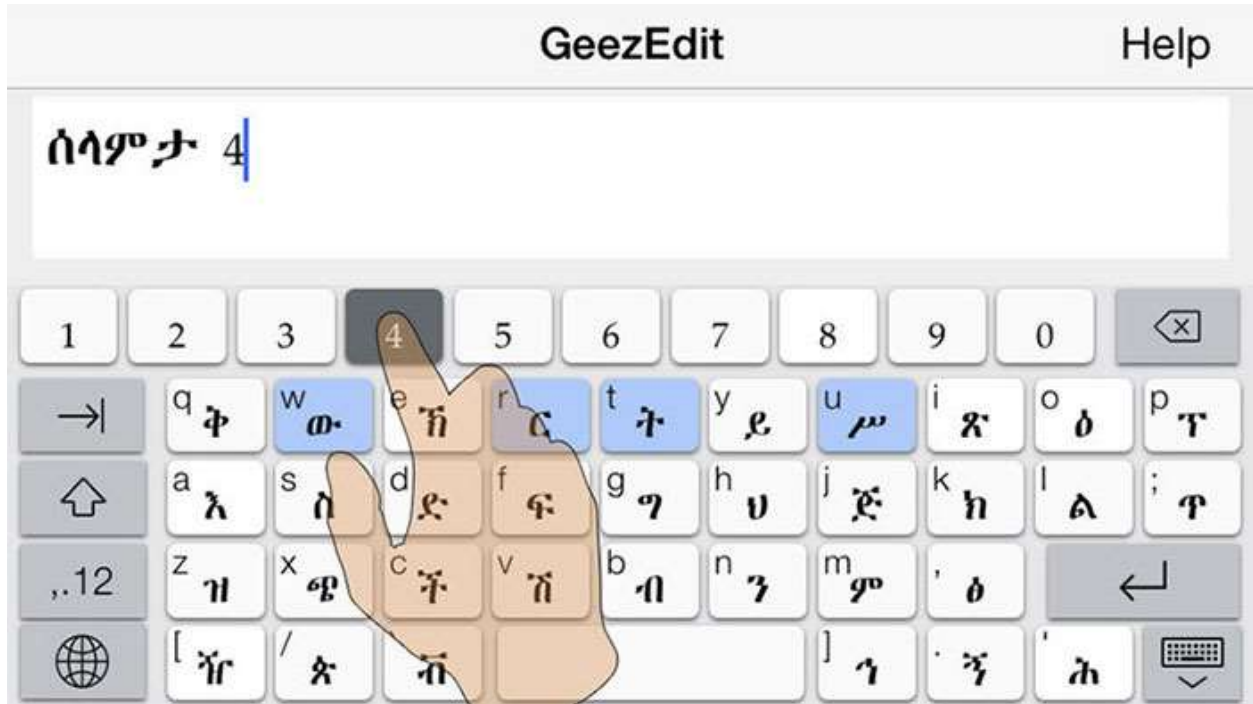 GeezEdit Help
ሰላምታ 4
1 2 3 4 5 6 7 8 9 0
q ቅ w ው e ኽ r ር t ት y ይ u ሥ i ጽ o ዕ p ፕ
a እ s ስ d ድ f ፍ g ግ h ህ j ጅ k ክ l ል ; ጥ
,.12 z ዝ x ጭ c ች v ሽ b ብ n ን m ም , ፅ
[ ዥ / ጵ ቭ ] ኅ . ኝ ' ሕ